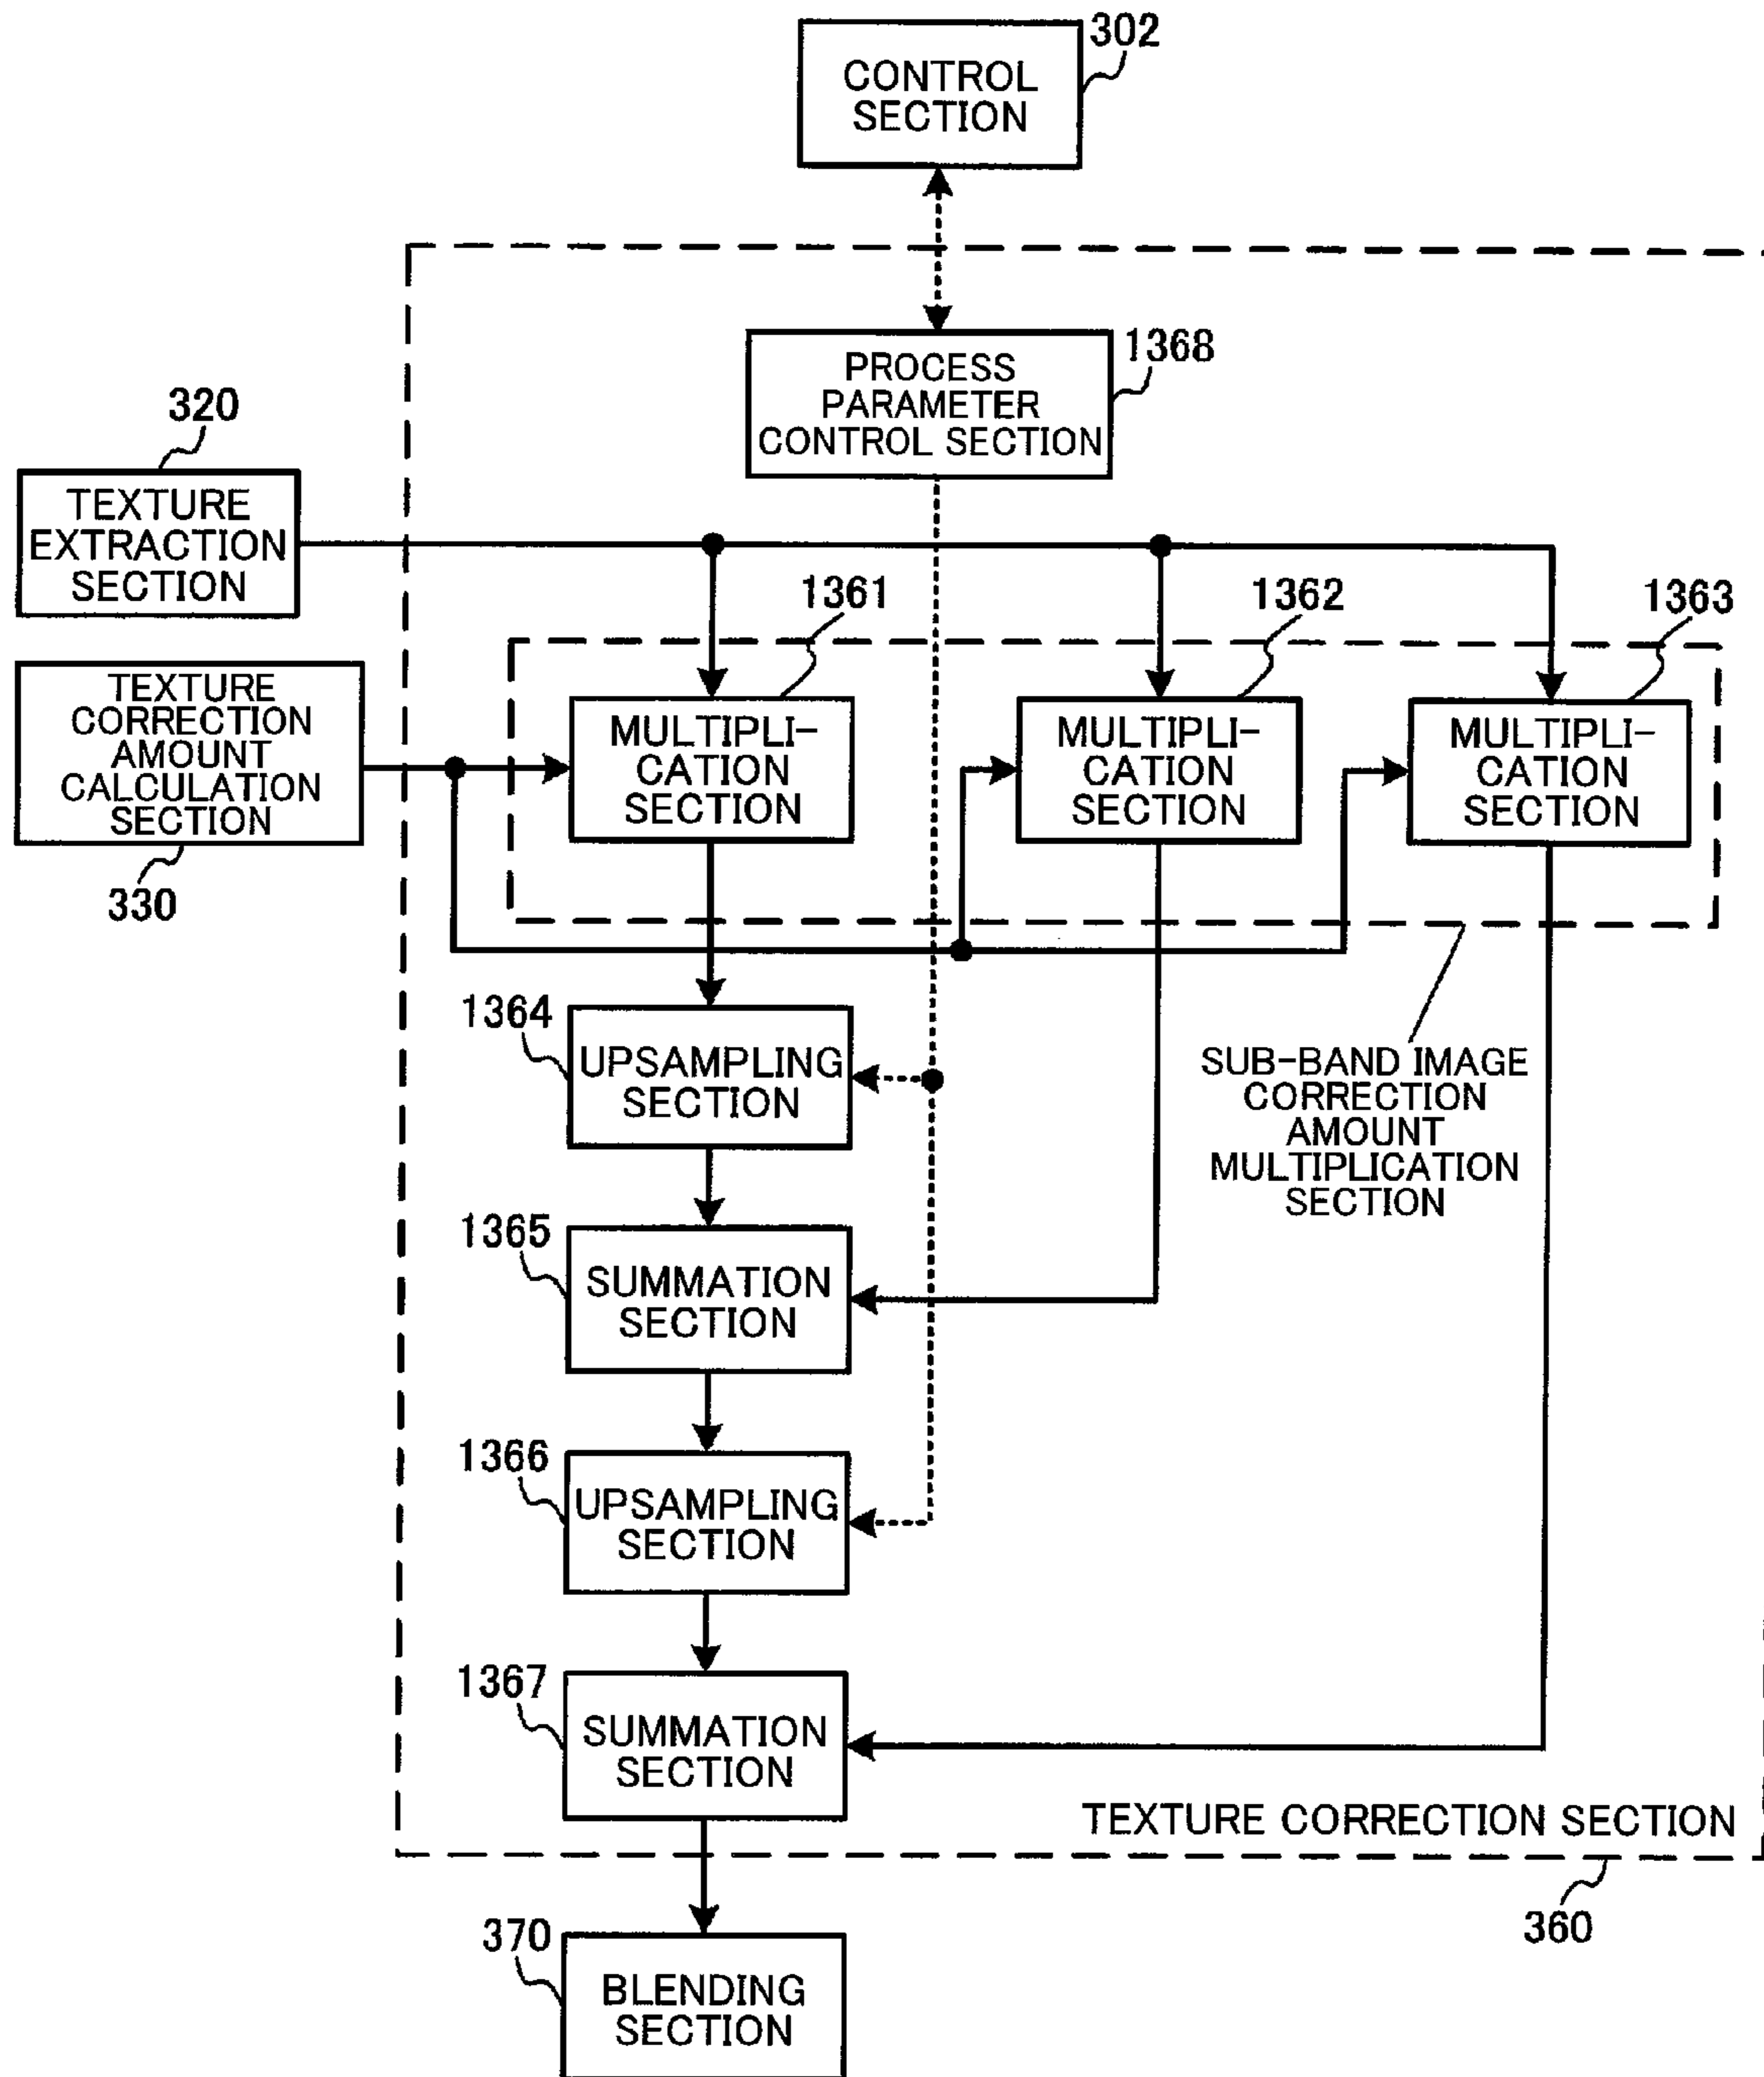 302
CONTROL
SECTION
1368
PROCESS
PARAMETER
CONTROL SECTION
320
TEXTURE
EXTRACTION
SECTION
1361
1362
1363
TEXTURE
CORRECTION
AMOUNT
CALCULATION
SECTION
330
MULTIPLI-
CATION
SECTION
MULTIPLI-
CATION
SECTION
MULTIPLI-
CATION
SECTION
1364
UPSAMPLING
SECTION
SUB-BAND IMAGE
CORRECTION
AMOUNT
MULTIPLICATION
SECTION
1365
SUMMATION
SECTION
1366
UPSAMPLING
SECTION
1367
SUMMATION
SECTION
TEXTURE CORRECTION SECTION
360
370
BLENDING
SECTION